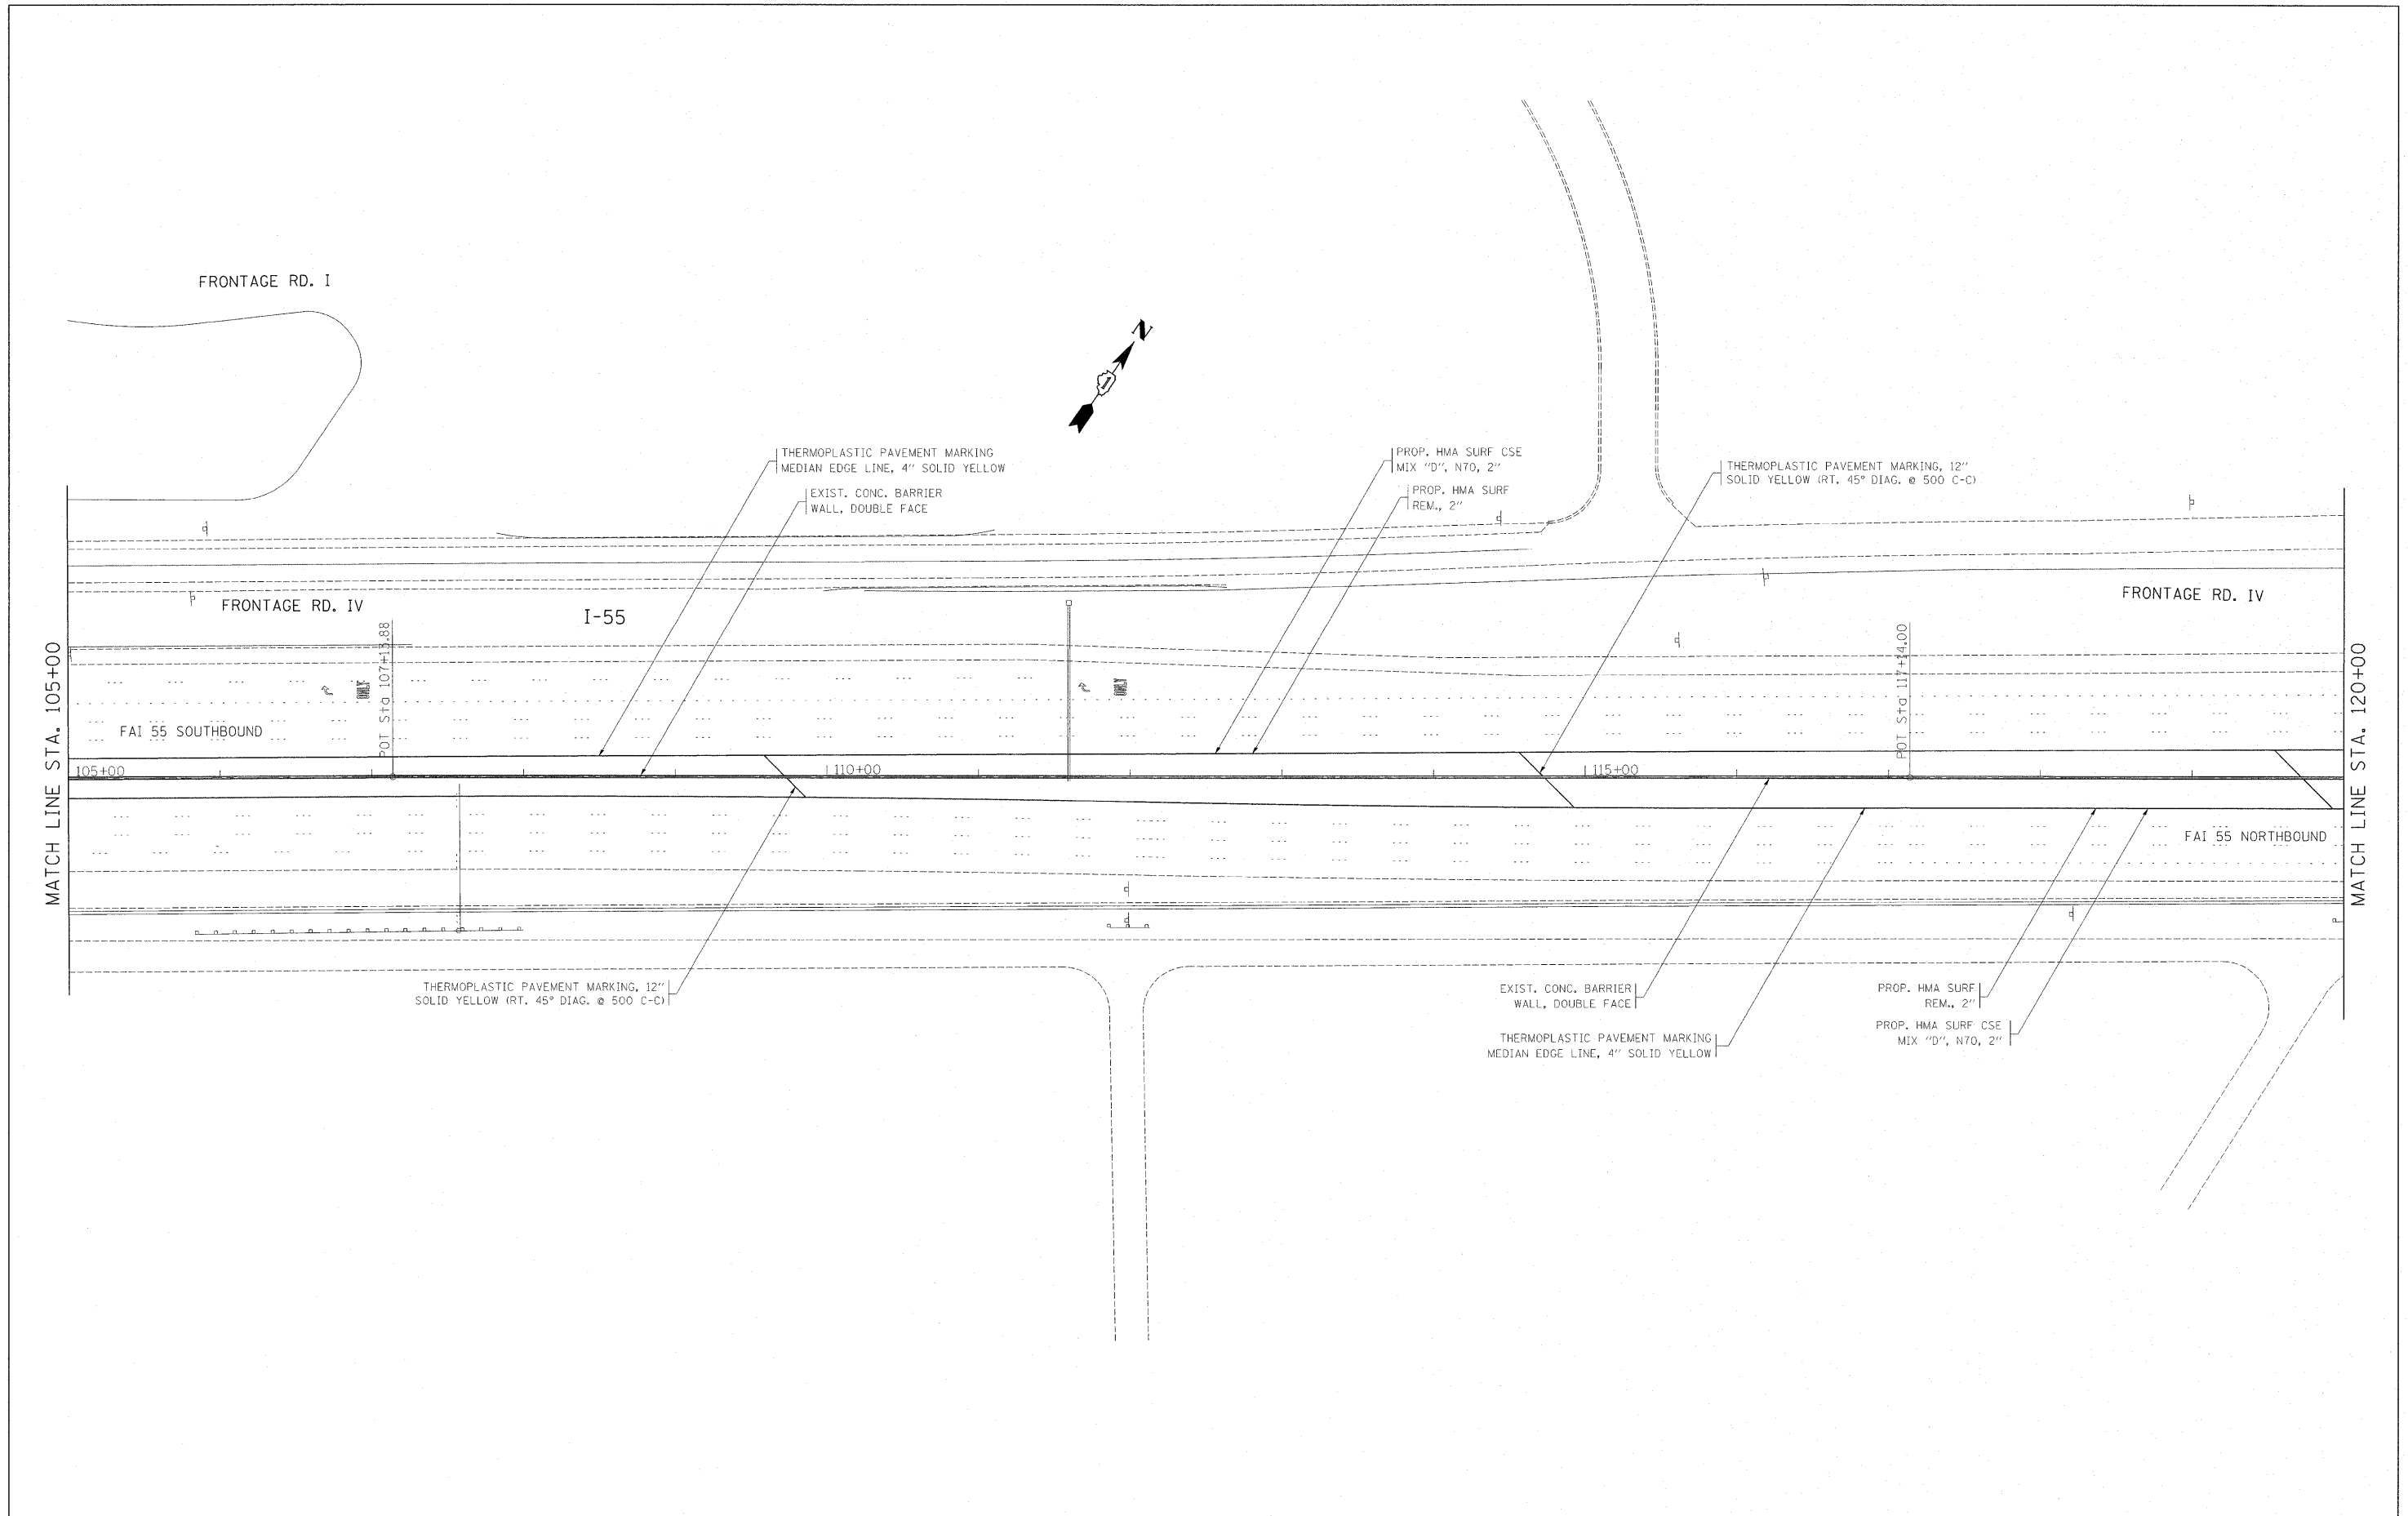 FRONTAGE RD. I
N
THERMOPLASTIC PAVEMENT MARKING
MEDIAN EDGE LINE, 4" SOLID YELLOW
EXIST. CONC. BARRIER
WALL, DOUBLE FACE
PROP. HMA SURF CSE
MIX "D", N70, 2"
PROP. HMA SURF
REM., 2"
THERMOPLASTIC PAVEMENT MARKING, 12"
SOLID YELLOW (RT. 45° DIAG. @ 500 C-C)
FRONTAGE RD. IV
I-55
FRONTAGE RD. IV
MATCH LINE STA. 105+00
POT Sta 107+13.88
ONLY
ONLY
POT Sta 117+14.00
MATCH LINE STA. 120+00
FAI 55 SOUTHBOUND
105+00
110+00
115+00
FAI 55 NORTHBOUND
THERMOPLASTIC PAVEMENT MARKING, 12"
SOLID YELLOW (RT. 45° DIAG. @ 500 C-C)
EXIST. CONC. BARRIER
WALL, DOUBLE FACE
THERMOPLASTIC PAVEMENT MARKING
MEDIAN EDGE LINE, 4" SOLID YELLOW
PROP. HMA SURF
REM., 2"
PROP. HMA SURF CSE
MIX "D", N70, 2"